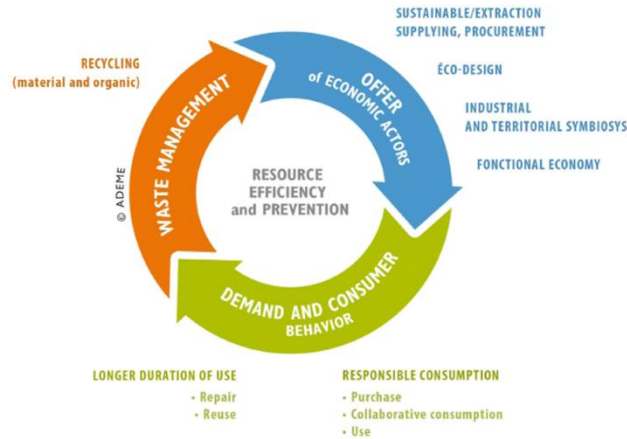 SUSTAINABLE/EXTRACTION
SUPPLYING, PROCUREMENT
RECYCLING
(material and organic)
ÉCO-DESIGN
INDUSTRIAL
AND TERRITORIAL SYMBIOSYS
FONCTIONAL ECONOMY
OFFER
of ECONOMIC ACTORS
WASTE MANAGEMENT
© ADEME
RESOURCE
EFFICIENCY
and PREVENTION
DEMAND AND CONSUMER
BEHAVIOR
LONGER DURATION OF USE
• Repair
• Reuse
RESPONSIBLE CONSUMPTION
• Purchase
• Collaborative consumption
• Use